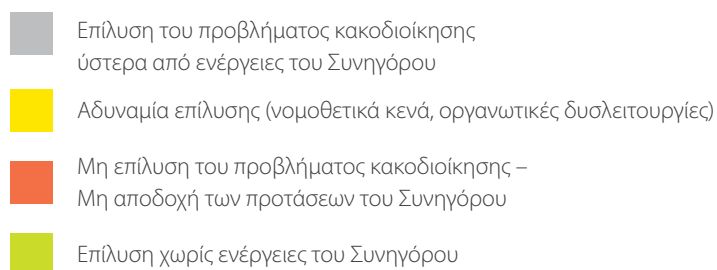 Επίλυση του προβλήματος κακοδιοίκησης
ύστερα από ενέργειες του Συνηγόρου
Αδυναμία επίλυσης (νομοθετικά κενά, οργανωτικές δυσλειτουργίες)
Μη επίλυση του προβλήματος κακοδιοίκησης –
Μη αποδοχή των προτάσεων του Συνηγόρου
Επίλυση χωρίς ενέργειες του Συνηγόρου